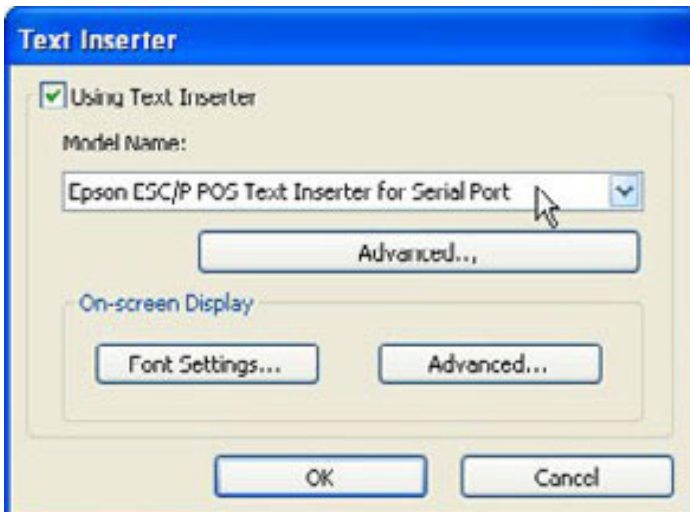 Text Inserter
Using Text Inserter
Model Name:
Epson ESC/P POS Text Inserter for Serial Port
Advanced...
On-screen Display
Font Settings... Advanced...
OK Cancel